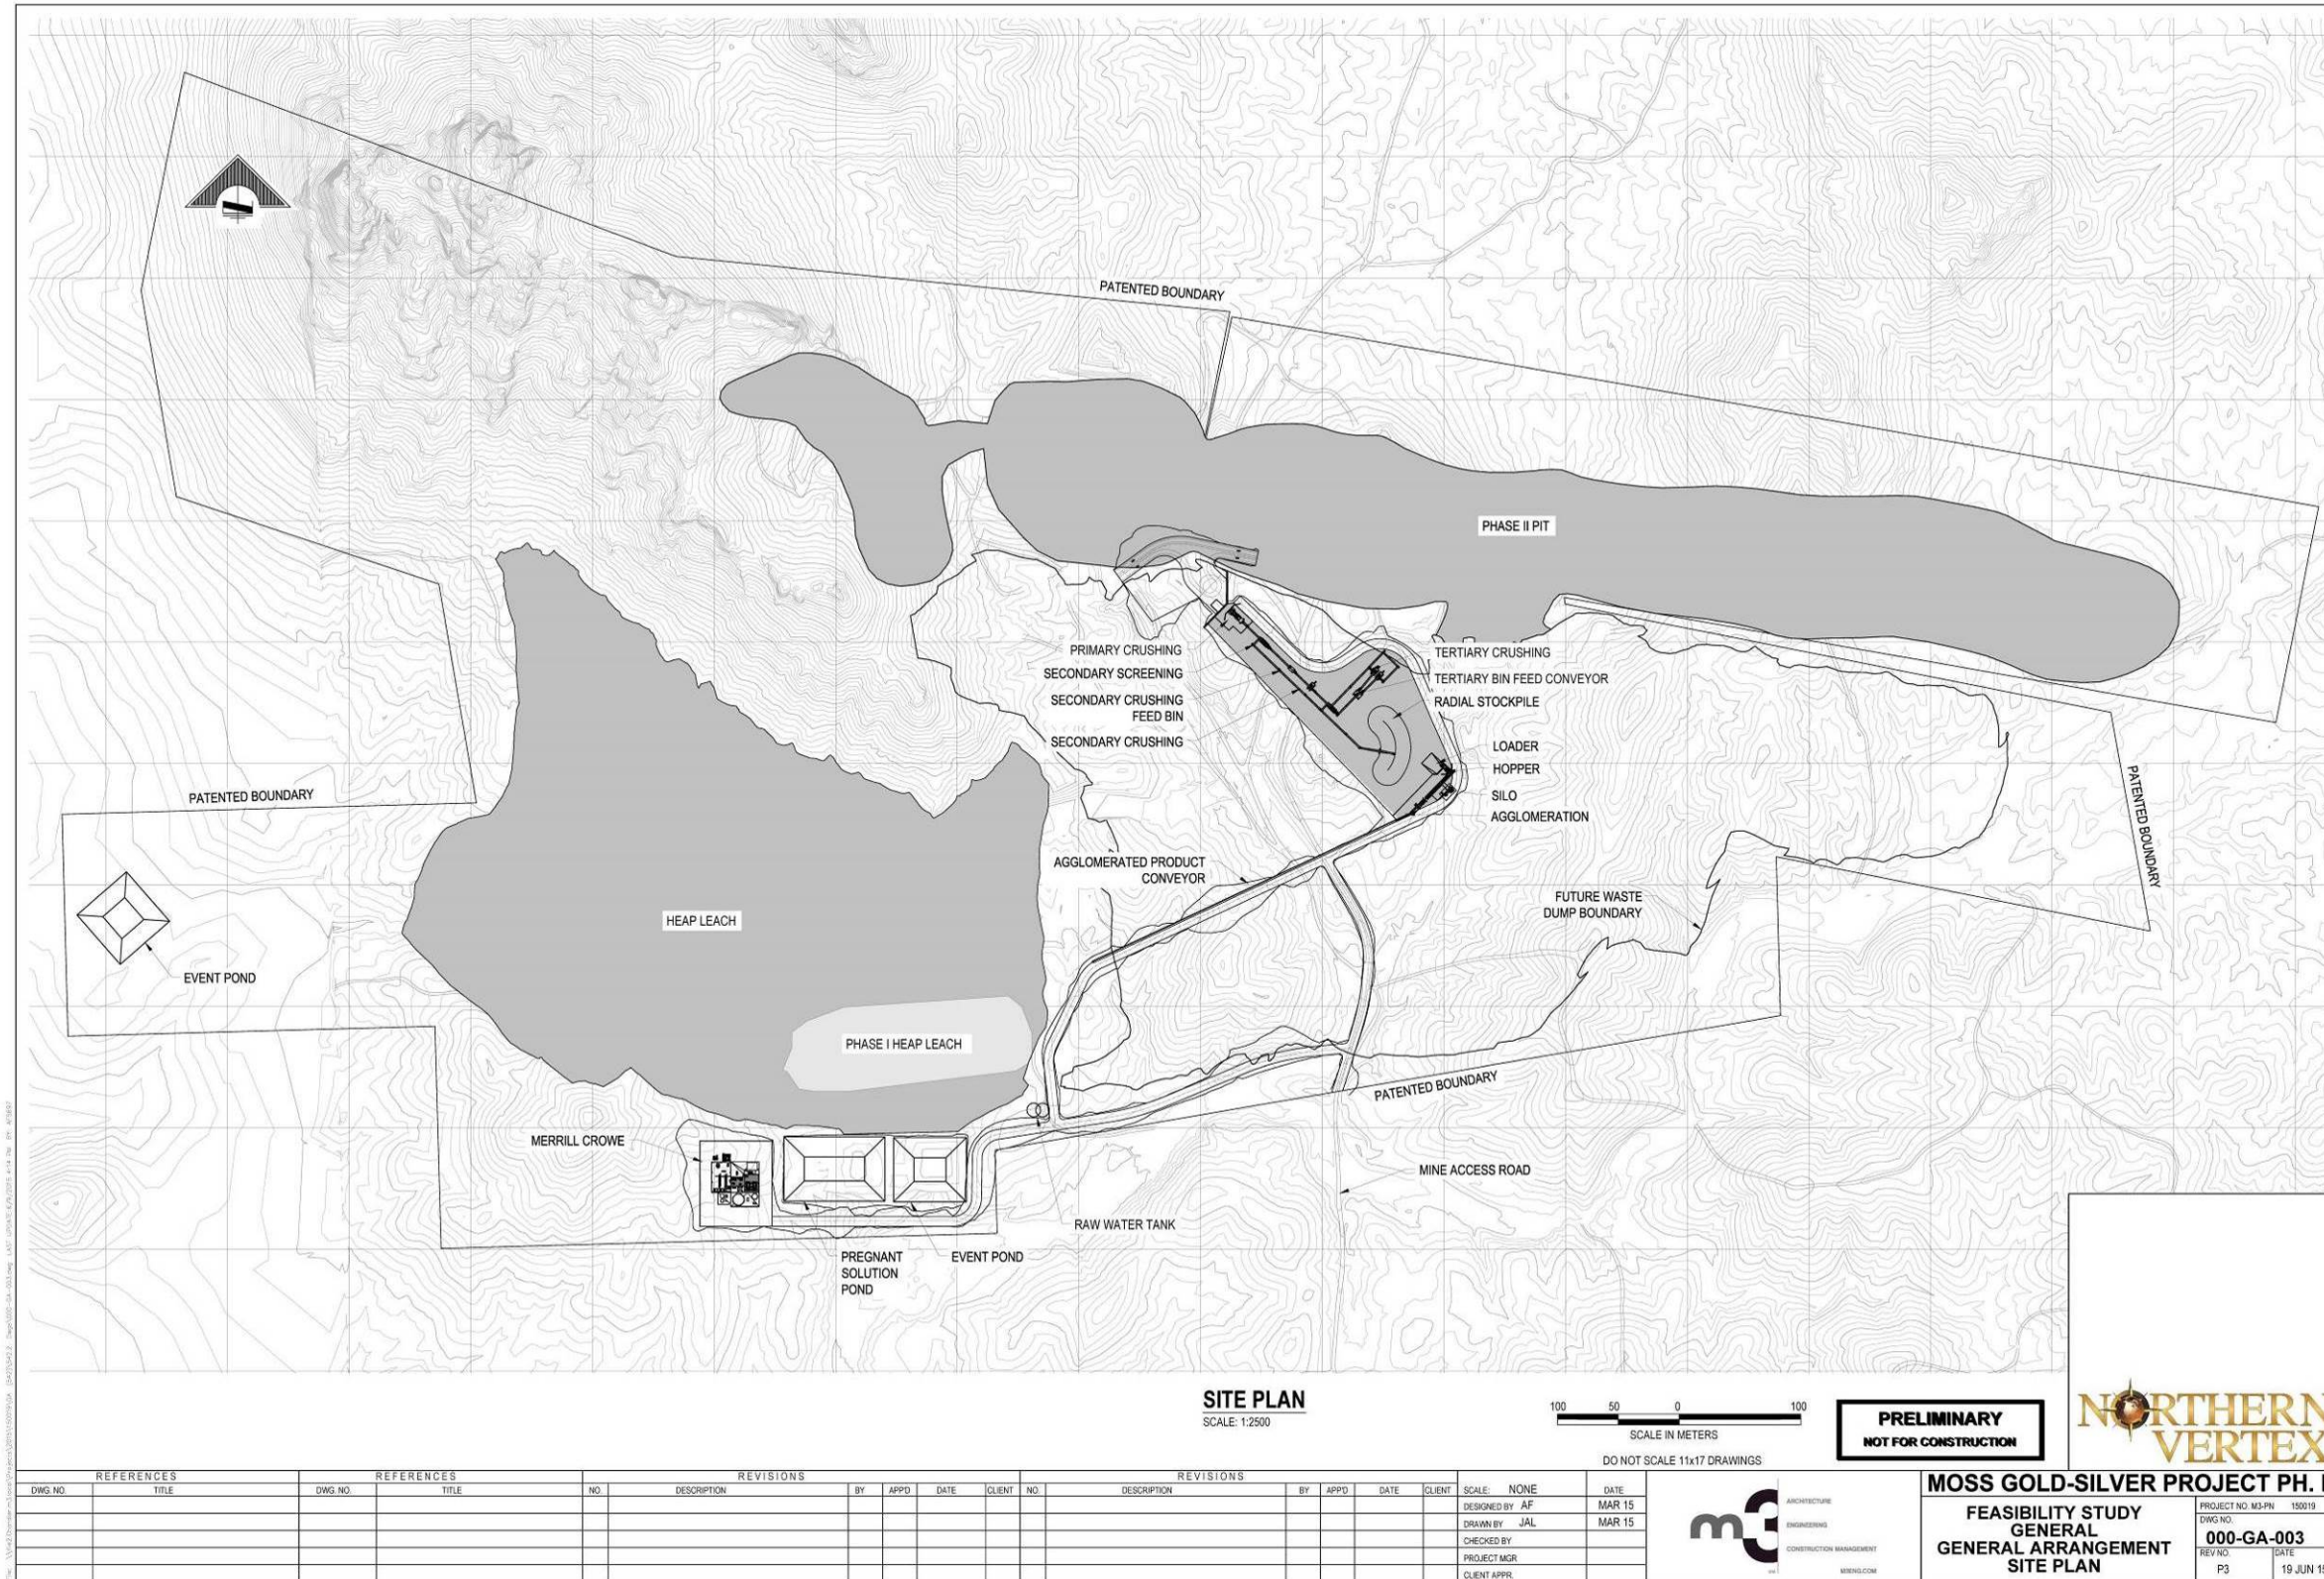 PATENTED BOUNDARY
PHASE II PIT
PRIMARY CRUSHING
SECONDARY SCREENING
SECONDARY CRUSHING
FEED BIN
SECONDARY CRUSHING
TERTIARY CRUSHING
TERTIARY BIN FEED CONVEYOR
RADIAL STOCKPILE
LOADER
HOPPER
SILO
AGGLOMERATION
PATENTED BOUNDARY
PATENTED BOUNDARY
AGGLOMERATED PRODUCT
CONVEYOR
FUTURE WASTE
DUMP BOUNDARY
HEAP LEACH
EVENT POND
PHASE I HEAP LEACH
PATENTED BOUNDARY
MERRILL CROWE
MINE ACCESS ROAD
RAW WATER TANK
PREGNANT
SOLUTION
POND
EVENT POND
SITE PLAN
SCALE: 1:2500
100 50 0 100
SCALE IN METERS
DO NOT SCALE 11x17 DRAWINGS
PRELIMINARY
NOT FOR CONSTRUCTION
NORTHERN
VERTEX
REFERENCES REFERENCES REVISIONS REVISIONS
DWG. NO. TITLE DWG. NO. TITLE NO. DESCRIPTION BY APP'D DATE CLIENT NO. DESCRIPTION BY APP'D DATE CLIENT
SCALE: NONE DATE
DESIGNED BY AF MAR 15
DRAWN BY JAL MAR 15
CHECKED BY
PROJECT MGR
CLIENT APPR.
m3
ARCHITECTURE
ENGINEERING
CONSTRUCTION MANAGEMENT
M3ENG.COM
MOSS GOLD-SILVER PROJECT PH.
FEASIBILITY STUDY
GENERAL
GENERAL ARRANGEMENT
SITE PLAN
PROJECT NO. M3-PN 150019
DWG NO.
000-GA-003
REV NO. DATE
P3 19 JUN